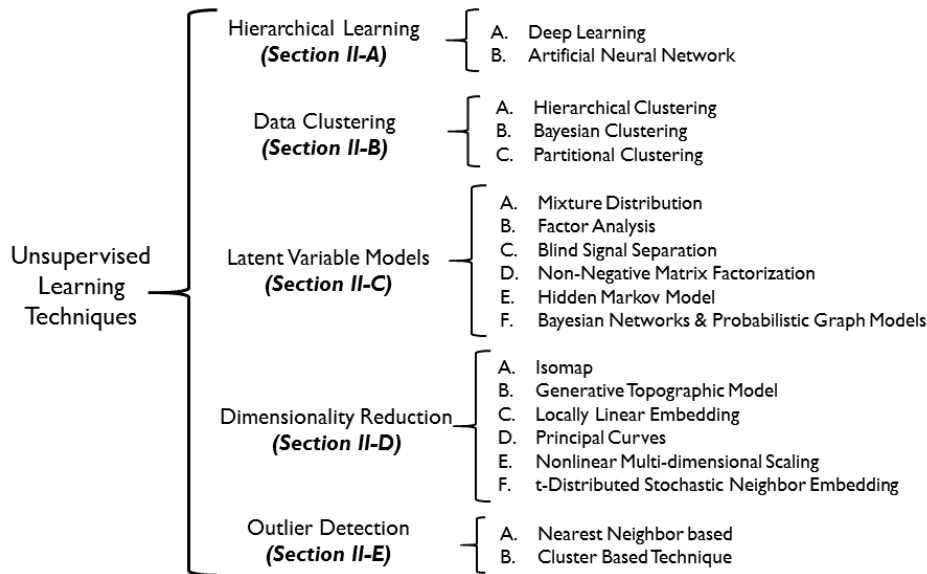 Unsupervised
Learning
Techniques
Hierarchical Learning
(Section II-A)
A. Deep Learning
B. Artificial Neural Network
Data Clustering
(Section II-B)
A. Hierarchical Clustering
B. Bayesian Clustering
C. Partitional Clustering
Latent Variable Models
(Section II-C)
A. Mixture Distribution
B. Factor Analysis
C. Blind Signal Separation
D. Non-Negative Matrix Factorization
E. Hidden Markov Model
F. Bayesian Networks & Probabilistic Graph Models
Dimensionality Reduction
(Section II-D)
A. Isomap
B. Generative Topographic Model
C. Locally Linear Embedding
D. Principal Curves
E. Nonlinear Multi-dimensional Scaling
F. t-Distributed Stochastic Neighbor Embedding
Outlier Detection
(Section II-E)
A. Nearest Neighbor based
B. Cluster Based Technique